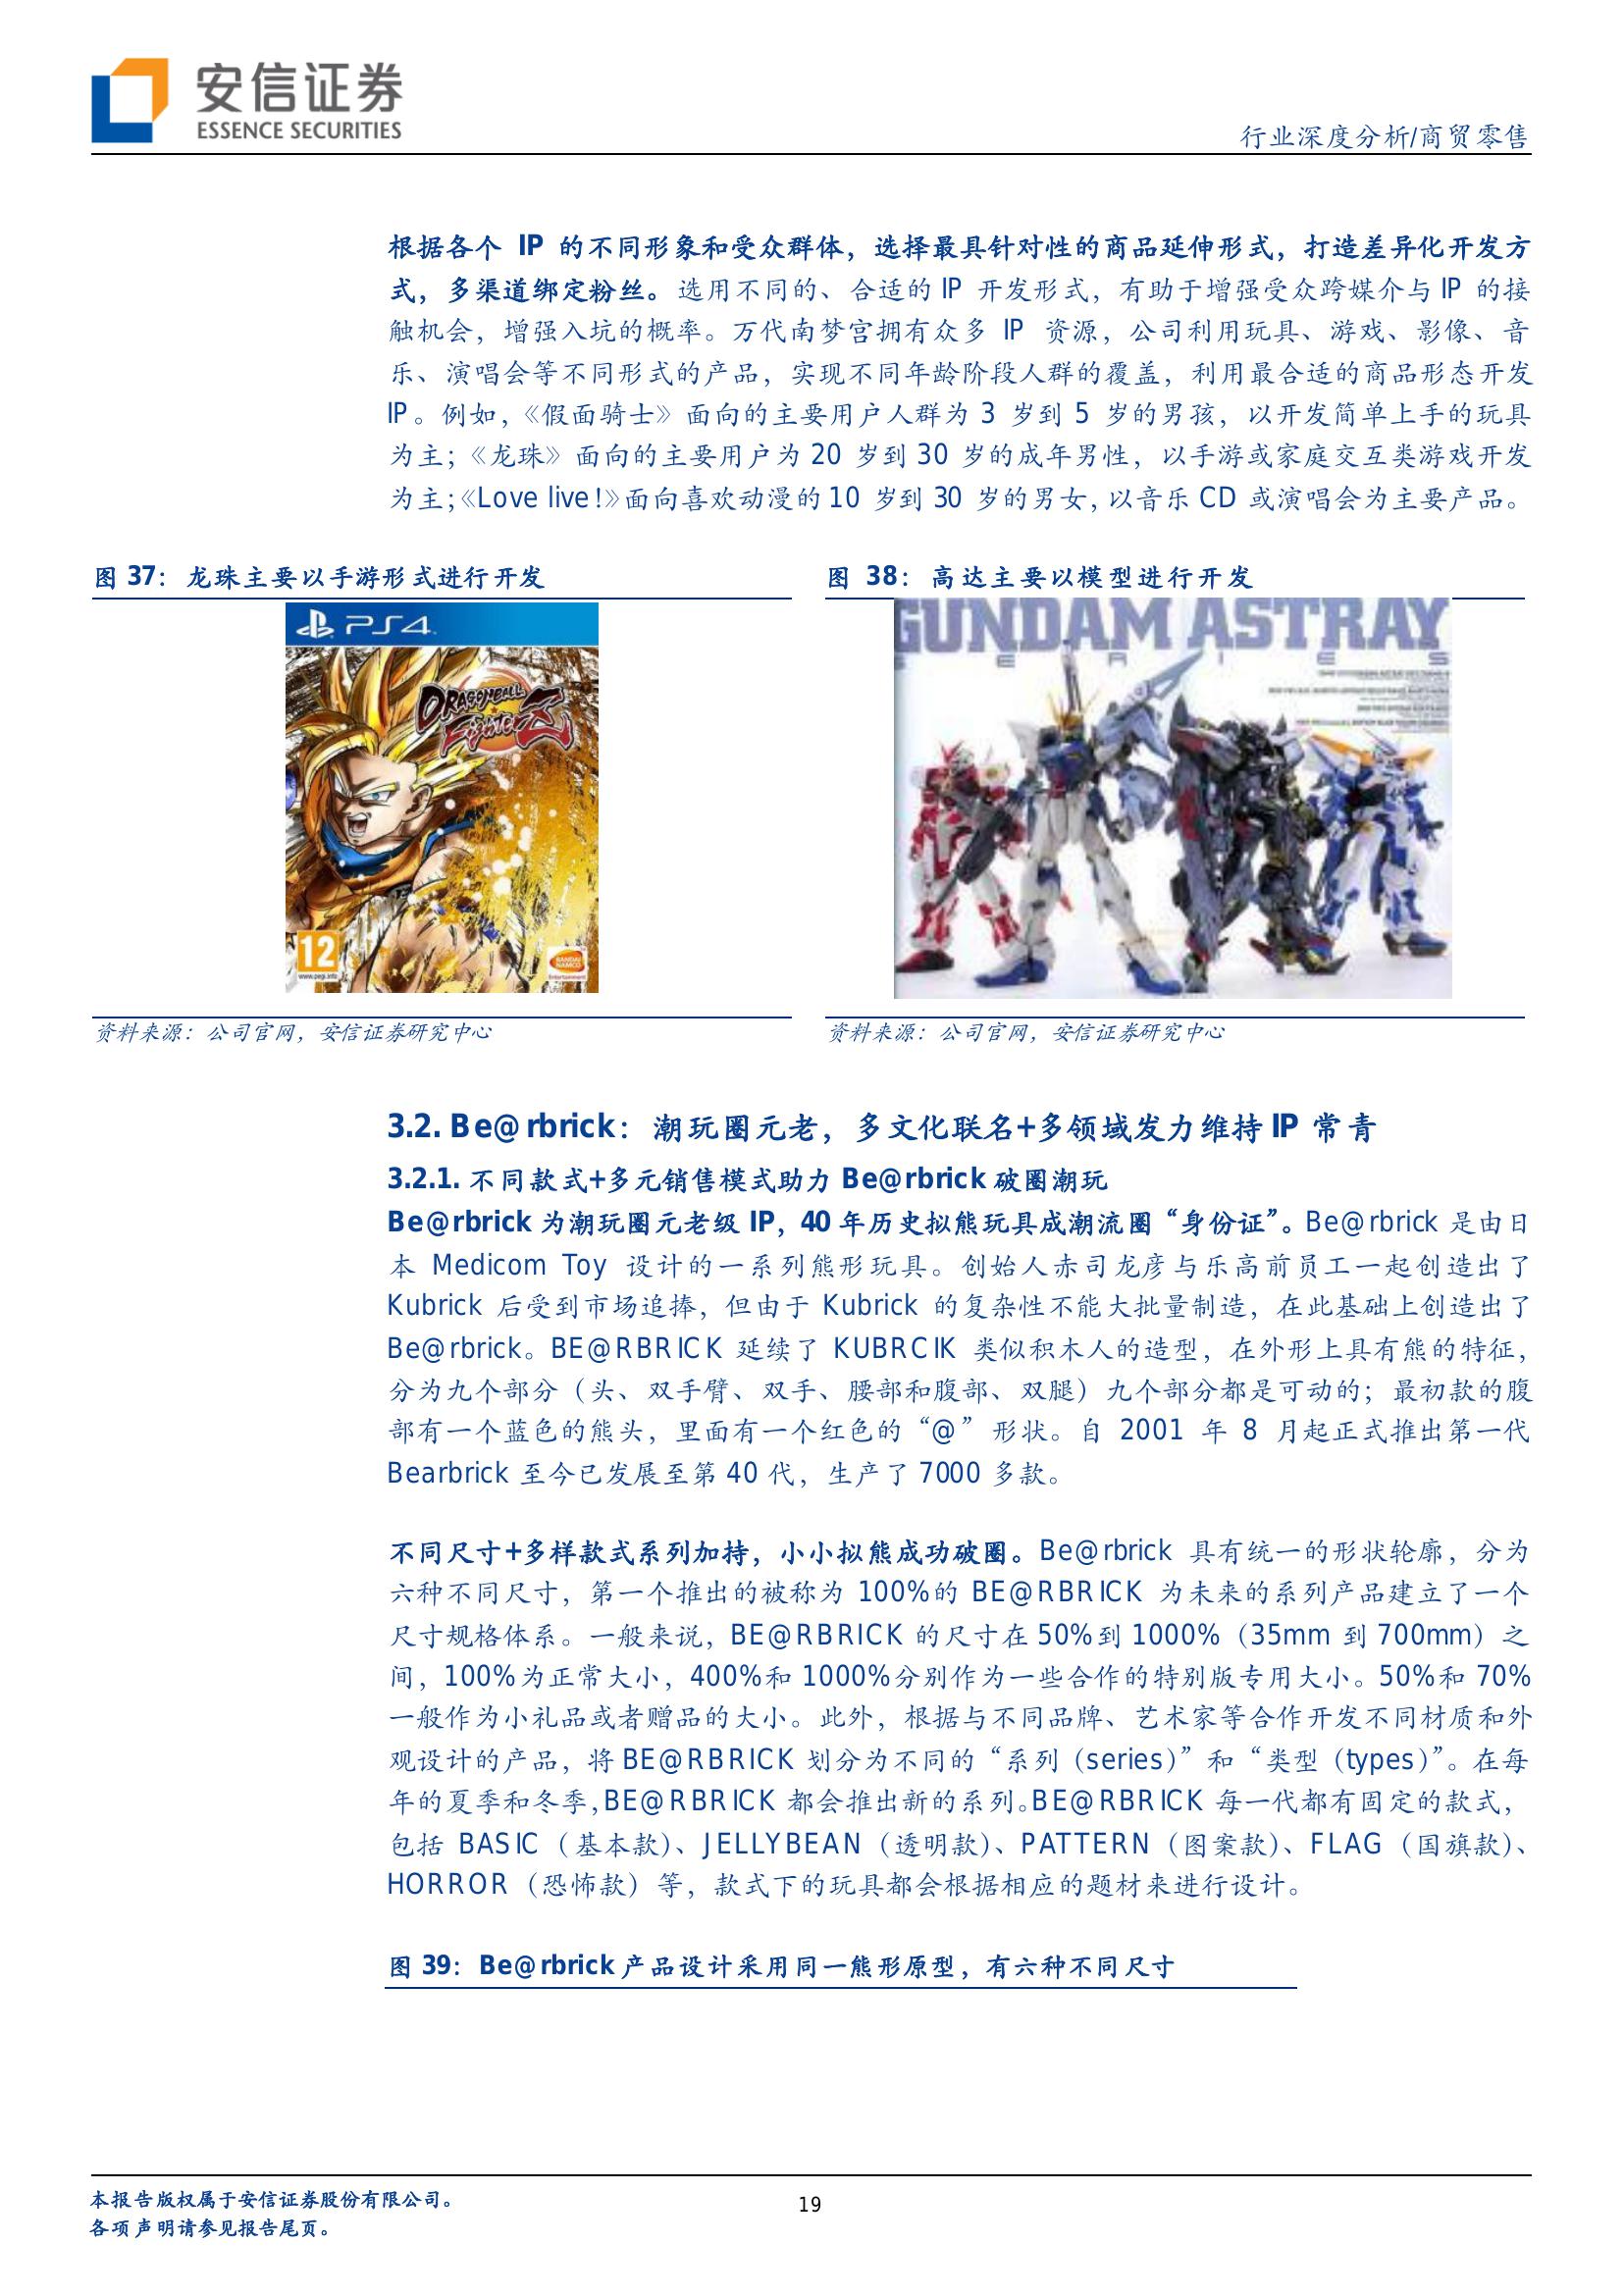 安信证券
ESSENCE SECURITIES
行业深度分析/商贸零售
根据各个 IP 的不同形象和受众群体，选择最具针对性的商品延伸形式，打造差异化开发方
式，多渠道绑定粉丝。选用不同的、合适的 IP 开发形式，有助于增强受众跨媒介与 IP 的接
触机会，增强入坑的概率。万代南梦宫拥有众多 IP 资源，公司利用玩具、游戏、影像、音
乐、演唱会等不同形式的产品，实现不同年龄阶段人群的覆盖，利用最合适的商品形态开发
IP。例如，《假面骑士》面向的主要用户人群为 3 岁到 5 岁的男孩，以开发简单上手的玩具
为主；《龙珠》面向的主要用户为 20 岁到 30 岁的成年男性，以手游或家庭交互类游戏开发
为主；《Love live!》面向喜欢动漫的 10 岁到 30 岁的男女，以音乐 CD 或演唱会为主要产品。
图 37：龙珠主要以手游形式进行开发
图 38：高达主要以模型进行开发
PS4
DRAGONBALL
FighterZ
12
www.pegi.info
BANDAI
NAMCO
Entertainment
GUNDAM ASTRAY
SERIES
资料来源：公司官网，安信证券研究中心
资料来源：公司官网，安信证券研究中心
3.2. Be@rbrick：潮玩圈元老，多文化联名+多领域发力维持 IP 常青
3.2.1. 不同款式+多元销售模式助力 Be@rbrick 破圈潮玩
Be@rbrick 为潮玩圈元老级 IP，40 年历史拟熊玩具成潮流圈“身份证”。Be@rbrick 是由日
本 Medicom Toy 设计的一系列熊形玩具。创始人赤司龙彦与乐高前员工一起创造出了
Kubrick 后受到市场追捧，但由于 Kubrick 的复杂性不能大批量制造，在此基础上创造出了
Be@rbrick。BE@RBRICK 延续了 KUBRCIK 类似积木人的造型，在外形上具有熊的特征，
分为九个部分（头、双手臂、双手、腰部和腹部、双腿）九个部分都是可动的；最初款的腹
部有一个蓝色的熊头，里面有一个红色的“@”形状。自 2001 年 8 月起正式推出第一代
Bearbrick 至今已发展至第 40 代，生产了 7000 多款。
不同尺寸+多样款式系列加持，小小拟熊成功破圈。Be@rbrick 具有统一的形状轮廓，分为
六种不同尺寸，第一个推出的被称为 100%的 BE@RBRICK 为未来的系列产品建立了一个
尺寸规格体系。一般来说，BE@RBRICK 的尺寸在 50%到 1000%（35mm 到 700mm）之
间，100%为正常大小，400%和 1000%分别作为一些合作的特别版专用大小。50%和 70%
一般作为小礼品或者赠品的大小。此外，根据与不同品牌、艺术家等合作开发不同材质和外
观设计的产品，将 BE@RBRICK 划分为不同的“系列（series）”和“类型（types）”。在每
年的夏季和冬季，BE@RBRICK 都会推出新的系列。BE@RBRICK 每一代都有固定的款式，
包括 BASIC（基本款）、JELLYBEAN（透明款）、PATTERN（图案款）、FLAG（国旗款）、
HORROR（恐怖款）等，款式下的玩具都会根据相应的题材来进行设计。
图 39：Be@rbrick 产品设计采用同一熊形原型，有六种不同尺寸
本报告版权属于安信证券股份有限公司。
各项声明请参见报告尾页。
19